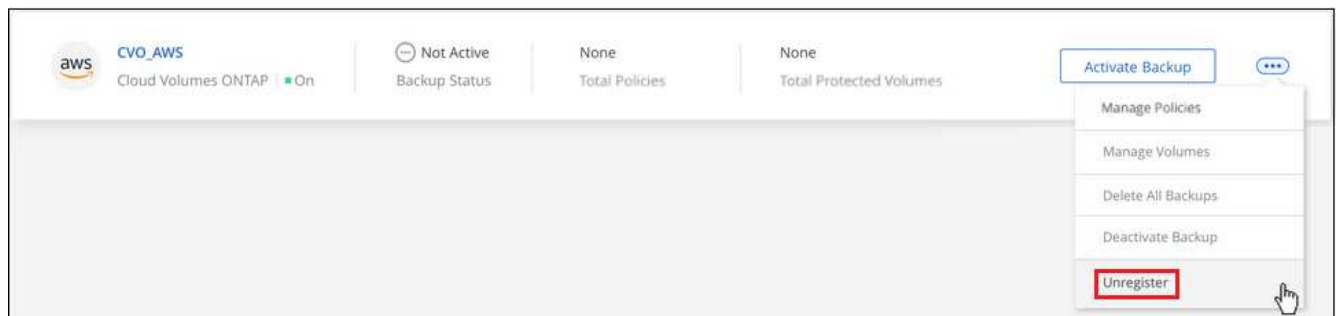 aws
CVO_AWS
Cloud Volumes ONTAP
On
Not Active
Backup Status
None
Total Policies
None
Total Protected Volumes
Activate Backup
Manage Policies
Manage Volumes
Delete All Backups
Deactivate Backup
Unregister